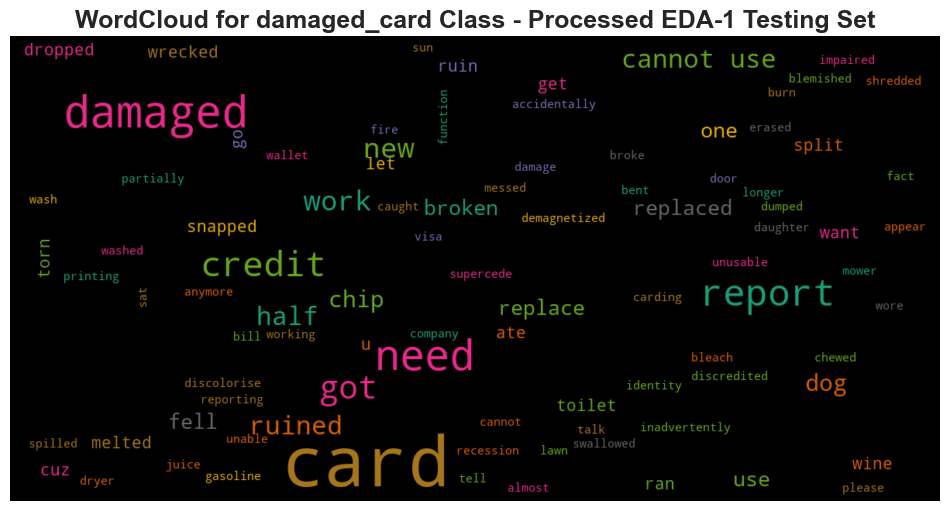 WordCloud for damaged_card Class - Processed EDA-1 Testing Set
dropped
wrecked
sun
ruin
cannot use
impaired
get
blemished
shredded
burn
damaged
accidentally
function
go
fire
new
one
erased
split
wallet
let
broke
damage
door
fact
partially
messed
bent
longer
wash
work
caught
broken
demagnetized
replaced
dumped
snapped
visa
daughter
want
appear
torn
washed
credit
supercede
unusable
mower
printing
sat
anymore
chip
replace
carding
report
wore
half
bill
working
company
ate
u
need
bleach
chewed
discolorise
got
reporting
identity
discredited
dog
toilet
fell
ruined
cannot
talk
inadvertently
spilled
melted
unable
card
recession
lawn
swallowed
cuz
juice
gasoline
wine
dryer
tell
almost
ran
use
please